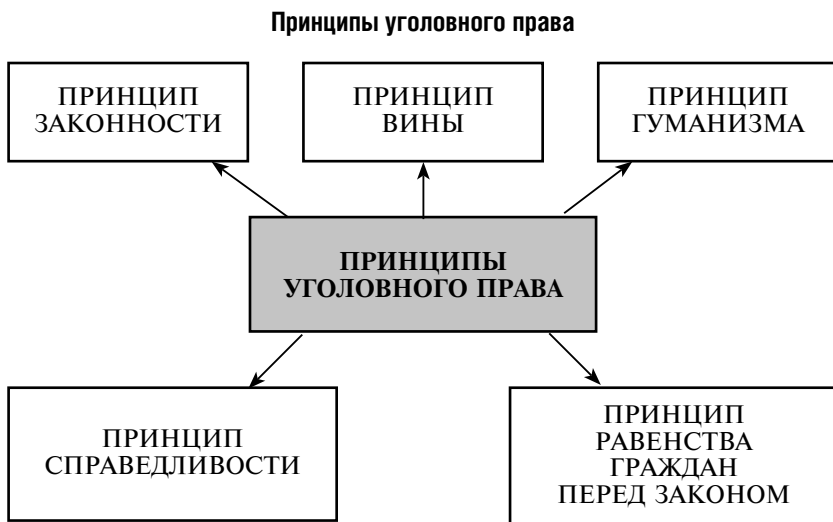 Принципы уголовного права
ПРИНЦИП
ЗАКОННОСТИ
ПРИНЦИП
ВИНЫ
ПРИНЦИП
ГУМАНИЗМА
ПРИНЦИПЫ
УГОЛОВНОГО ПРАВА
ПРИНЦИП
СПРАВЕДЛИВОСТИ
ПРИНЦИП
РАВЕНСТВА
ГРАЖДАН
ПЕРЕД ЗАКОНОМ